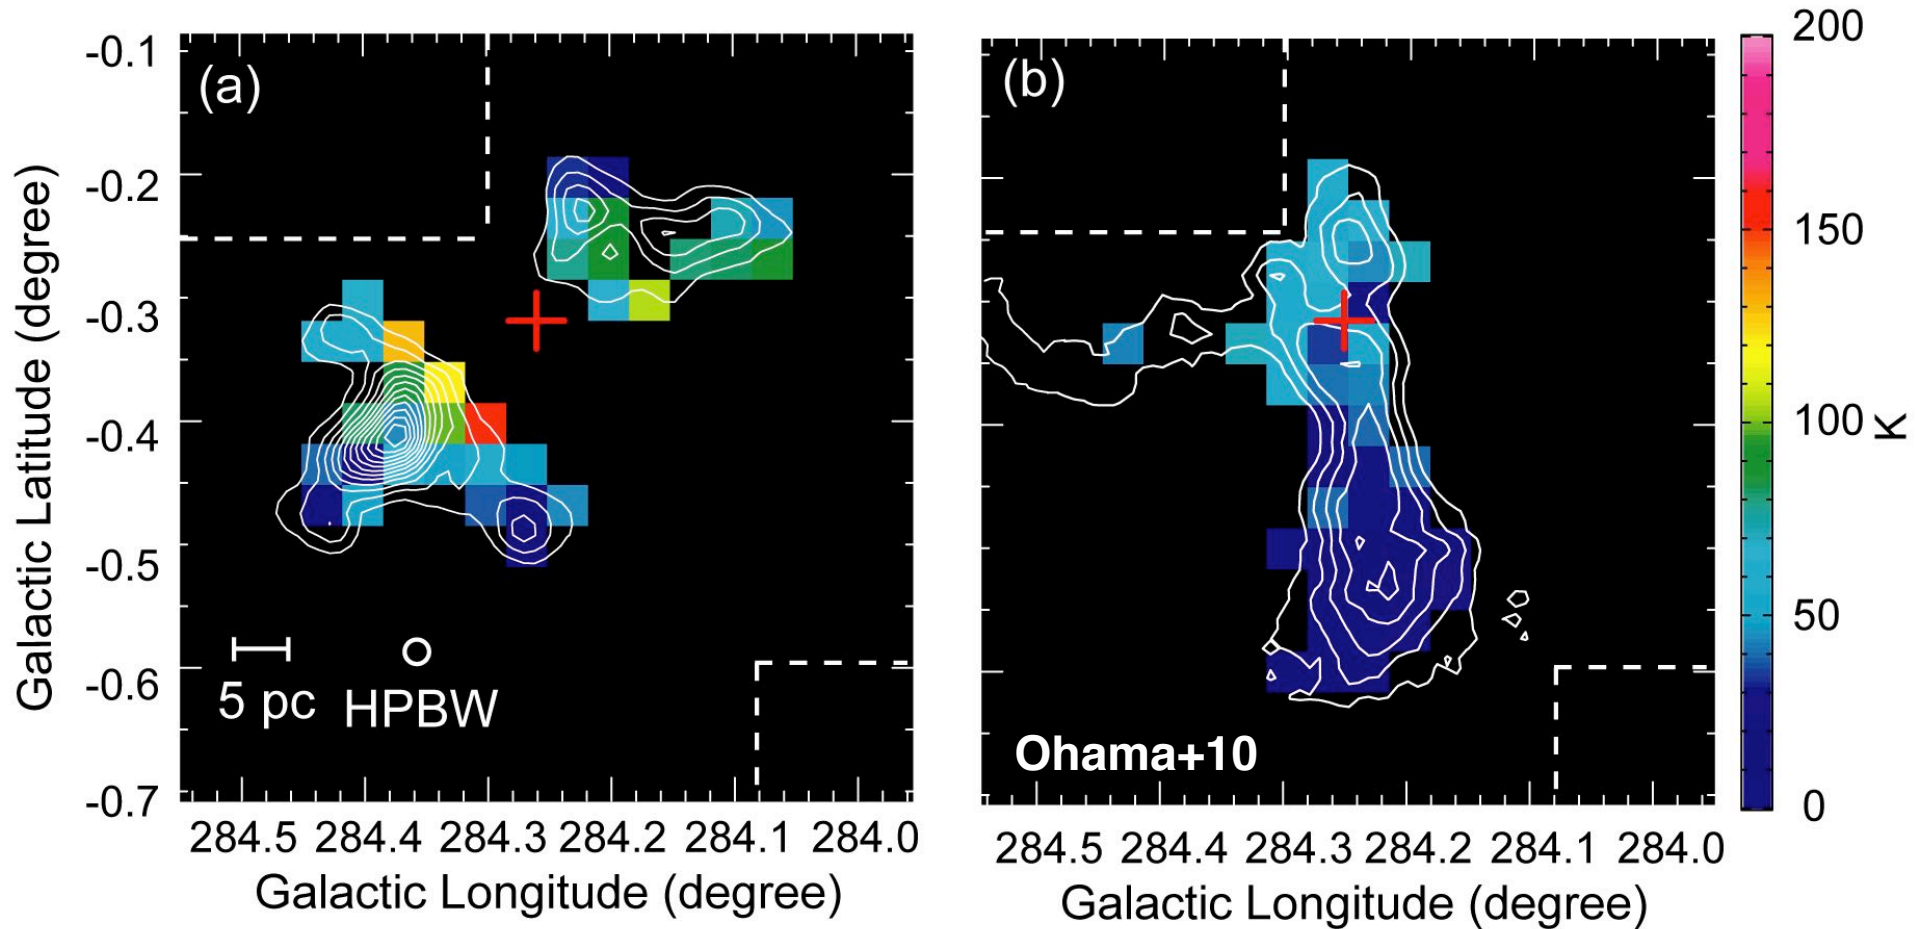 (a)
-0.1
-0.2
-0.3
-0.4
-0.5
-0.6
-0.7
Galactic Latitude (degree)
5 pc
HPBW
284.5 284.4 284.3 284.2 284.1 284.0
Galactic Longitude (degree)
(b)
Ohama+10
284.5 284.4 284.3 284.2 284.1 284.0
Galactic Longitude (degree)
200
150
100
50
0
K